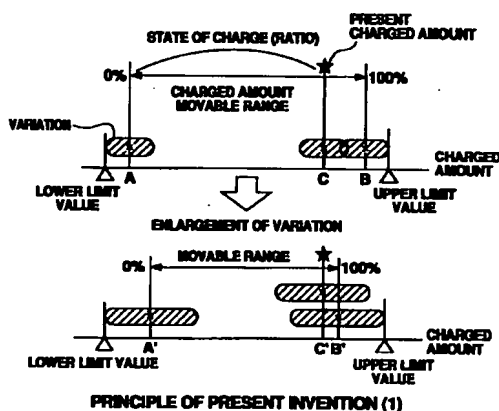 PRESENT
CHARGED AMOUNT
STATE OF CHARGE (RATIO)
0%
100%
CHARGED AMOUNT
MOVABLE RANGE
VARIATION
A
C
B
CHARGED
AMOUNT
LOWER LIMIT
VALUE
UPPER LIMIT
VALUE
ENLARGEMENT OF VARIATION
MOVABLE RANGE
0%
100%
CHARGED
AMOUNT
LOWER LIMIT VALUE
A'
C'
B'
UPPER LIMIT
VALUE
PRINCIPLE OF PRESENT INVENTION (1)